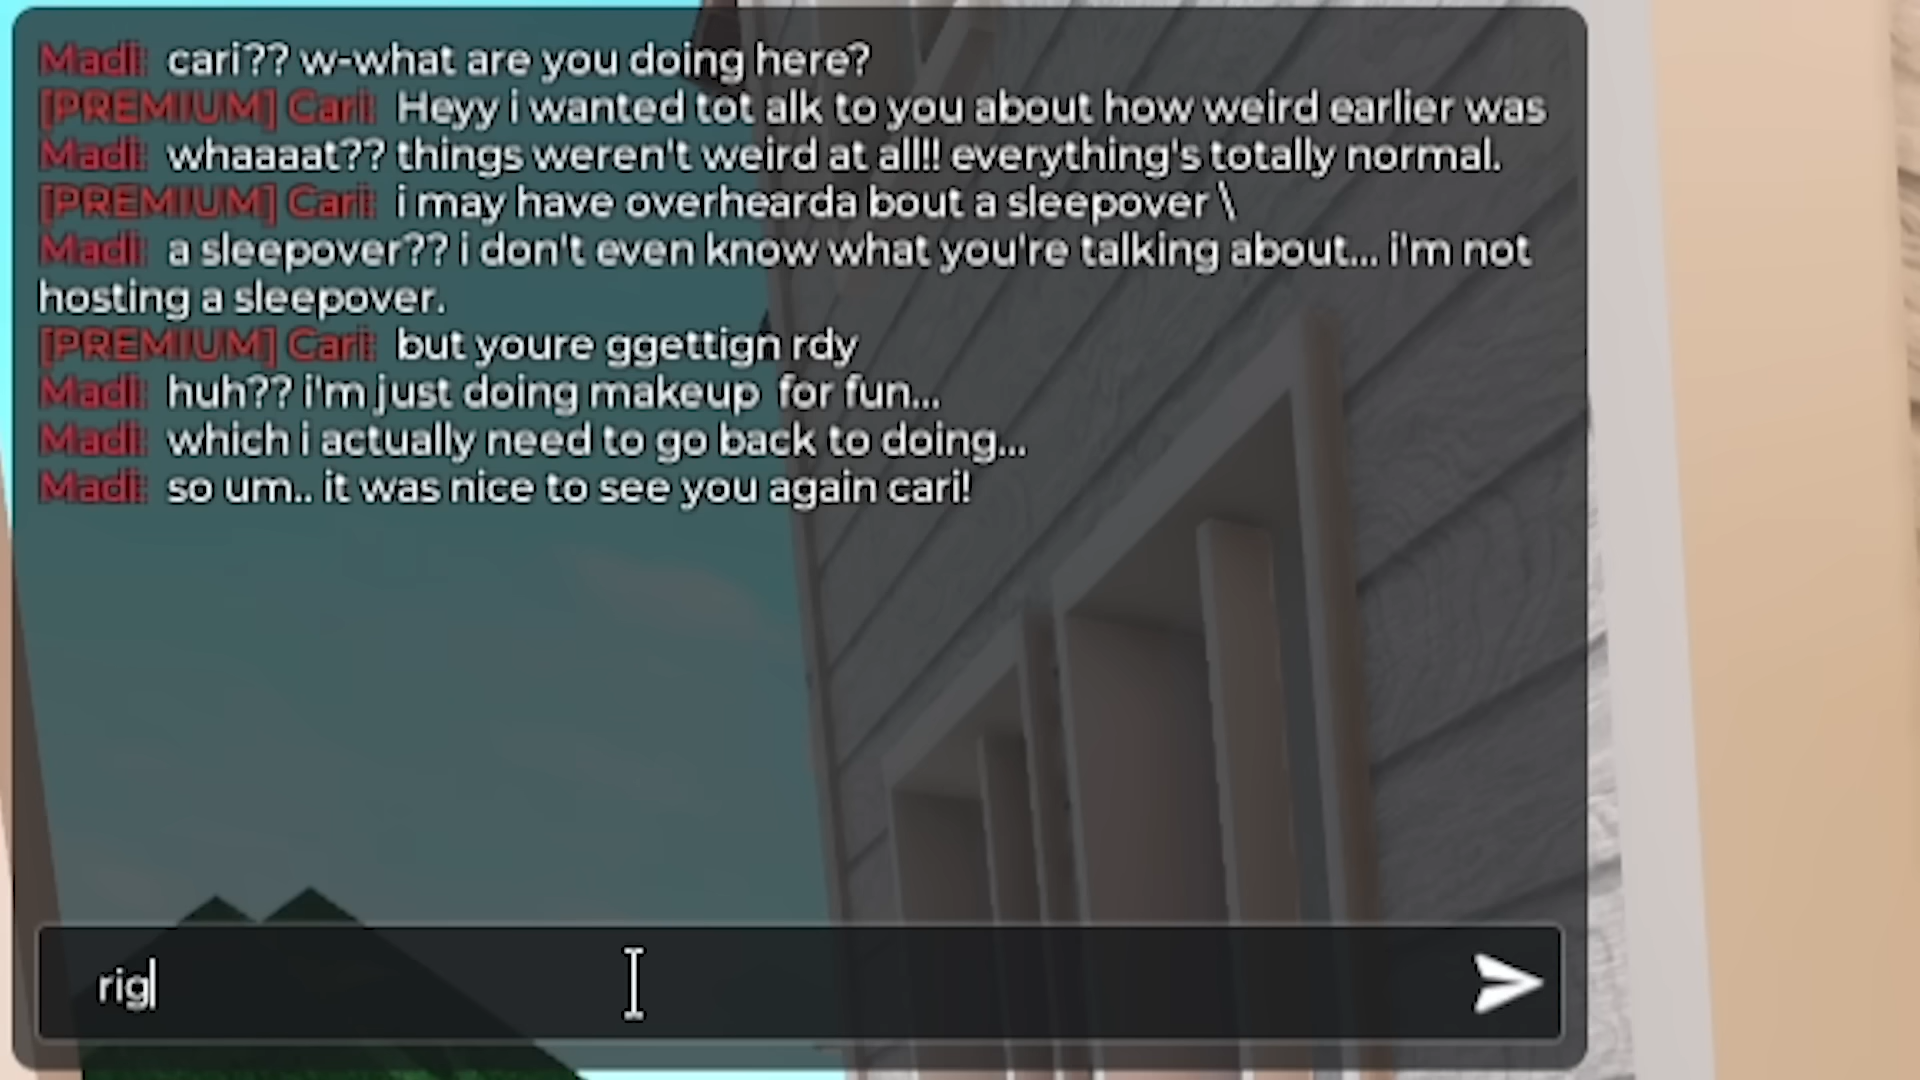 Madi: cari?? w-what are you doing here?
[PREMIUM] Cari: Heyy i wanted tot alk to you about how weird earlier was
Madi: whaaaat?? things weren't weird at all!! everything's totally normal.
[PREMIUM] Cari: i may have overhearda bout a sleepover \
Madi: a sleepover?? i don't even know what you're talking about... i'm not
hosting a sleepover.
[PREMIUM] Cari: but youre ggettign rdy
Madi: huh?? i'm just doing makeup for fun...
Madi: which i actually need to go back to doing...
Madi: so um.. it was nice to see you again cari!
rig